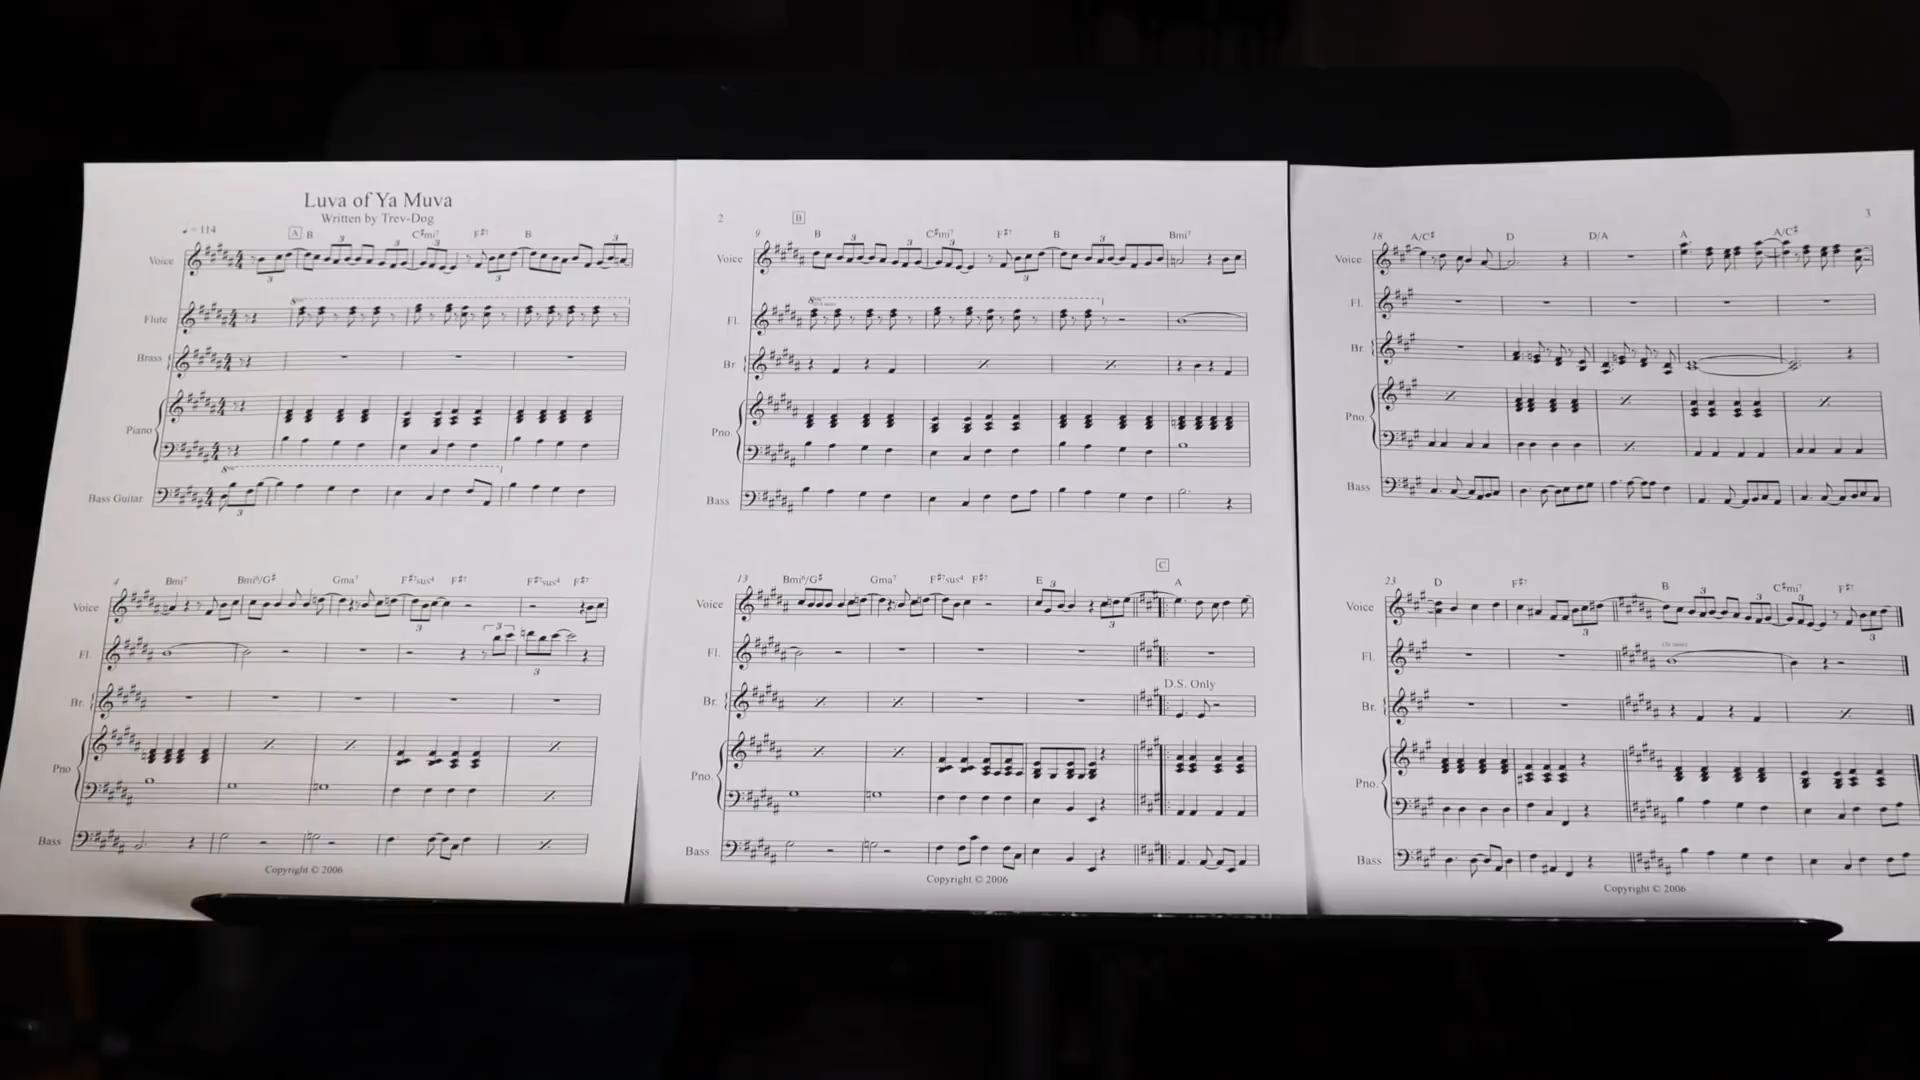 Luva of Ya Muva
Written by Trev-Dog
♩ = 114
A B C♯mi⁷ F♯⁷ B
Voice
Flute
8va
Brass
Piano
8va
Bass Guitar
4
Bmi⁷ Bmi⁶/G♯ Gma⁷ F♯⁷sus⁴ F♯⁷ F♯⁷sus⁴ F♯⁷
Voice
Fl.
Br.
Pno
Bass
Copyright © 2006
2
B
9
B C♯mi⁷ F♯⁷ B Bmi⁷
Voice
8va
Fl.
Br.
Pno.
Bass
C
13
Bmi⁶/G♯ Gma⁷ F♯⁷sus⁴ F♯⁷ E A
Voice
Fl.
D.S. Only
Br.
Pno.
Bass
Copyright © 2006
3
18
A/C♯ D D/A A A/C♯
Voice
Fl.
Br.
Pno.
Bass
23
D F♯⁷ B C♯mi⁷ F♯⁷
Voice
Fl.
Br.
Pno.
Bass
Copyright © 2006